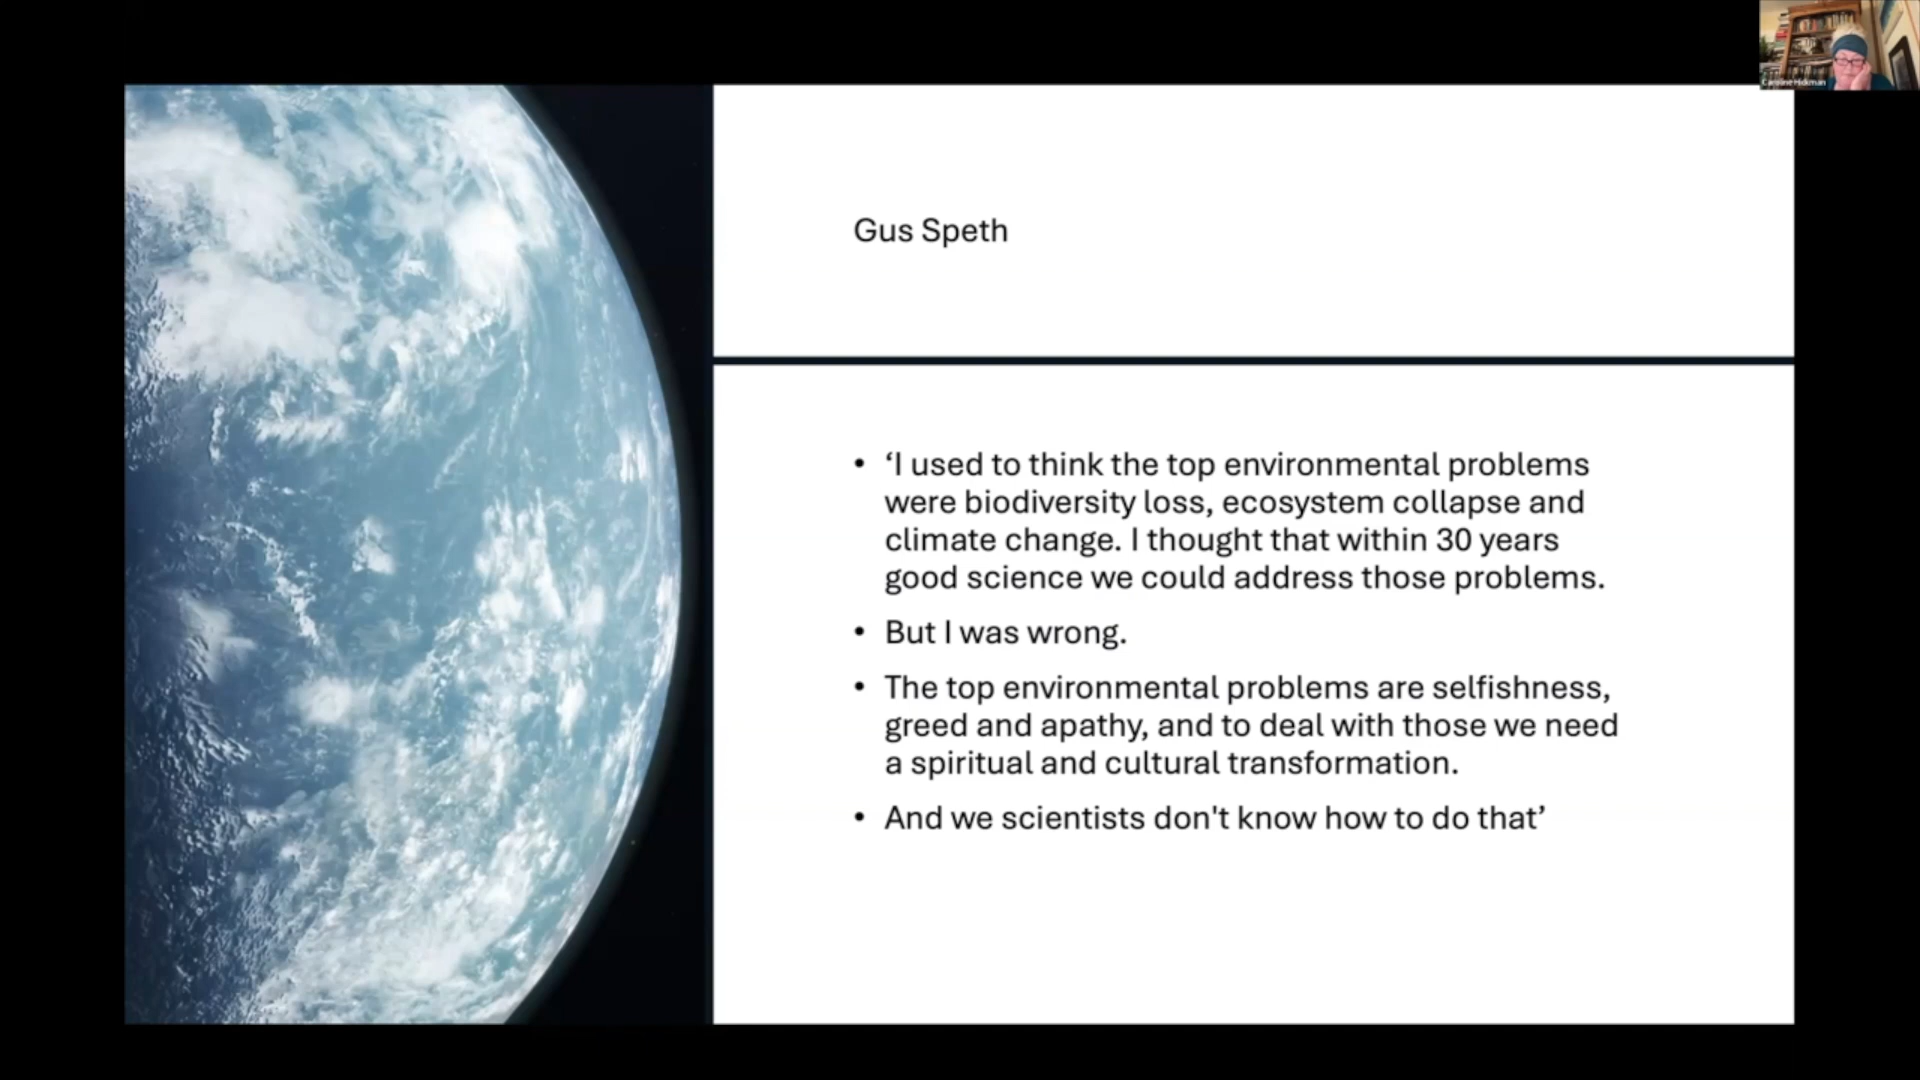 Caroline Hickman
Gus Speth
• ‘I used to think the top environmental problems
were biodiversity loss, ecosystem collapse and
climate change. I thought that within 30 years
good science we could address those problems.
• But I was wrong.
• The top environmental problems are selfishness,
greed and apathy, and to deal with those we need
a spiritual and cultural transformation.
• And we scientists don't know how to do that’